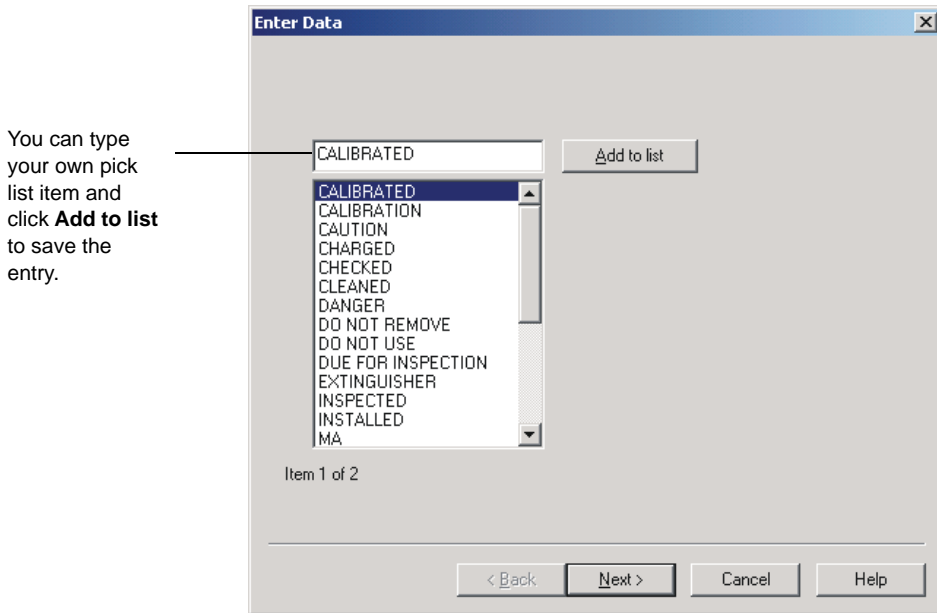 Enter Data
You can type
your own pick
list item and
click Add to list
to save the
entry.
CALIBRATED
Add to list
CALIBRATED
CALIBRATION
CAUTION
CHARGED
CHECKED
CLEANED
DANGER
DO NOT REMOVE
DO NOT USE
DUE FOR INSPECTION
EXTINGUISHER
INSPECTED
INSTALLED
MA
Item 1 of 2
< Back
Next >
Cancel
Help